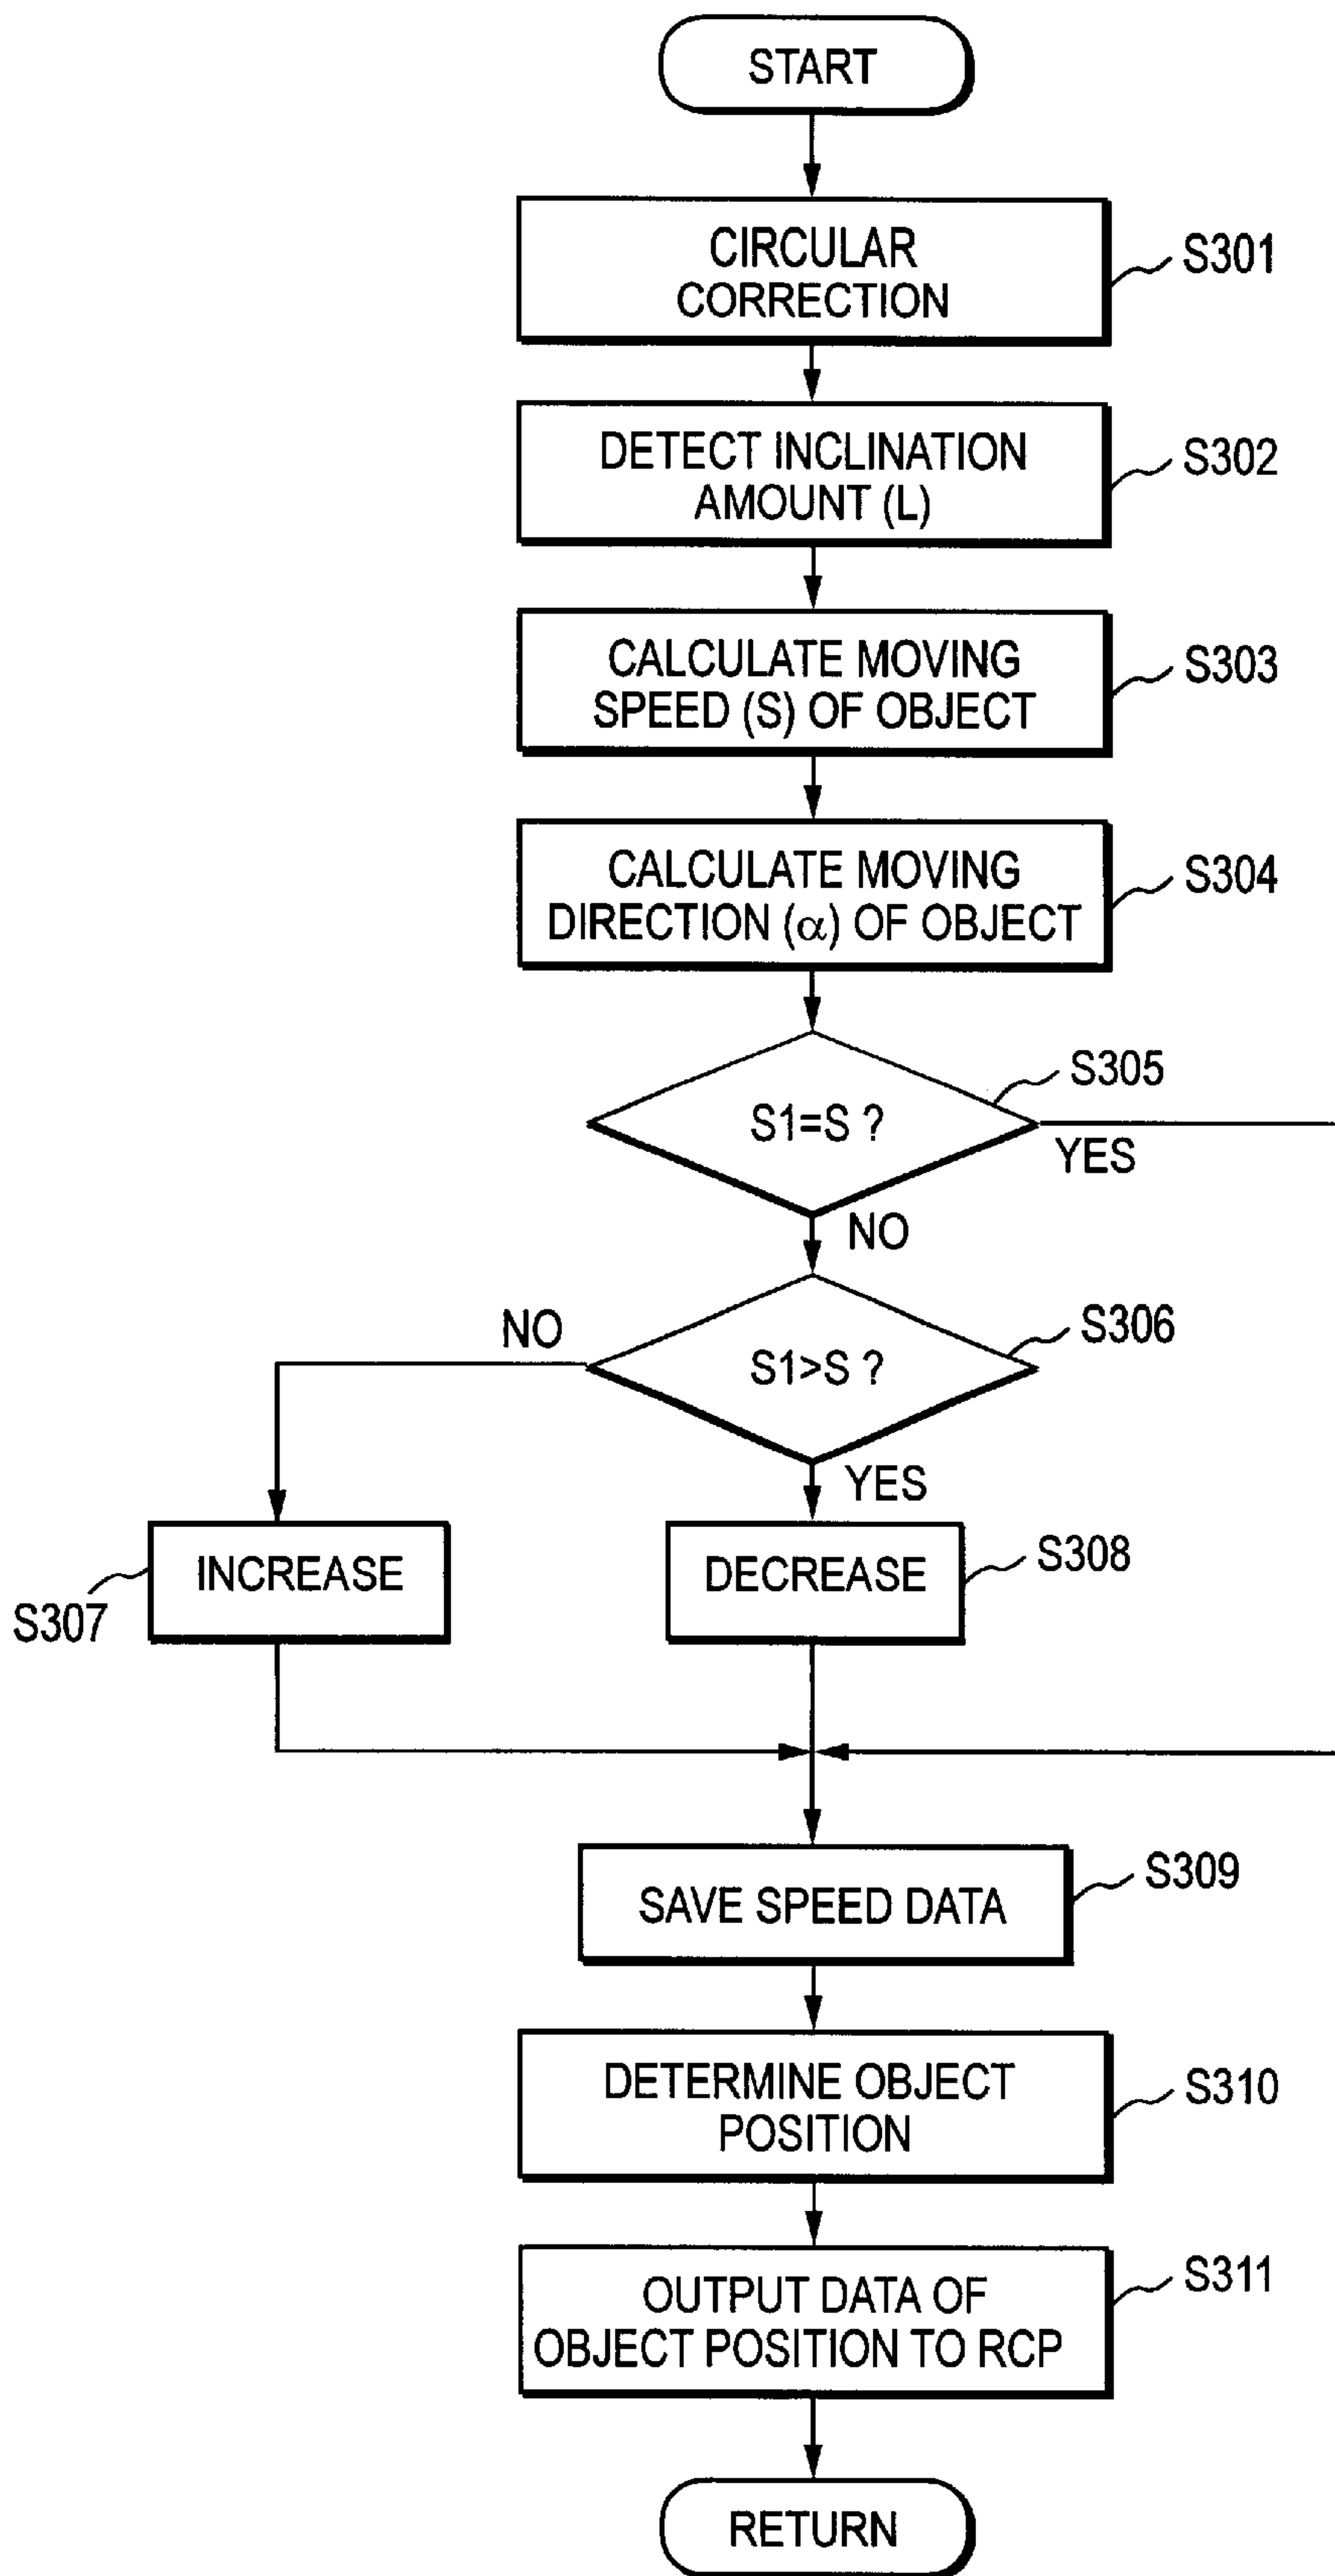 START
CIRCULAR
CORRECTION
S301
DETECT INCLINATION
AMOUNT (L)
S302
CALCULATE MOVING
SPEED (S) OF OBJECT
S303
CALCULATE MOVING
DIRECTION (α) OF OBJECT
S304
S1=S ?
S305
YES
NO
S1>S ?
S306
NO
YES
INCREASE
S307
DECREASE
S308
SAVE SPEED DATA
S309
DETERMINE OBJECT
POSITION
S310
OUTPUT DATA OF
OBJECT POSITION TO RCP
S311
RETURN